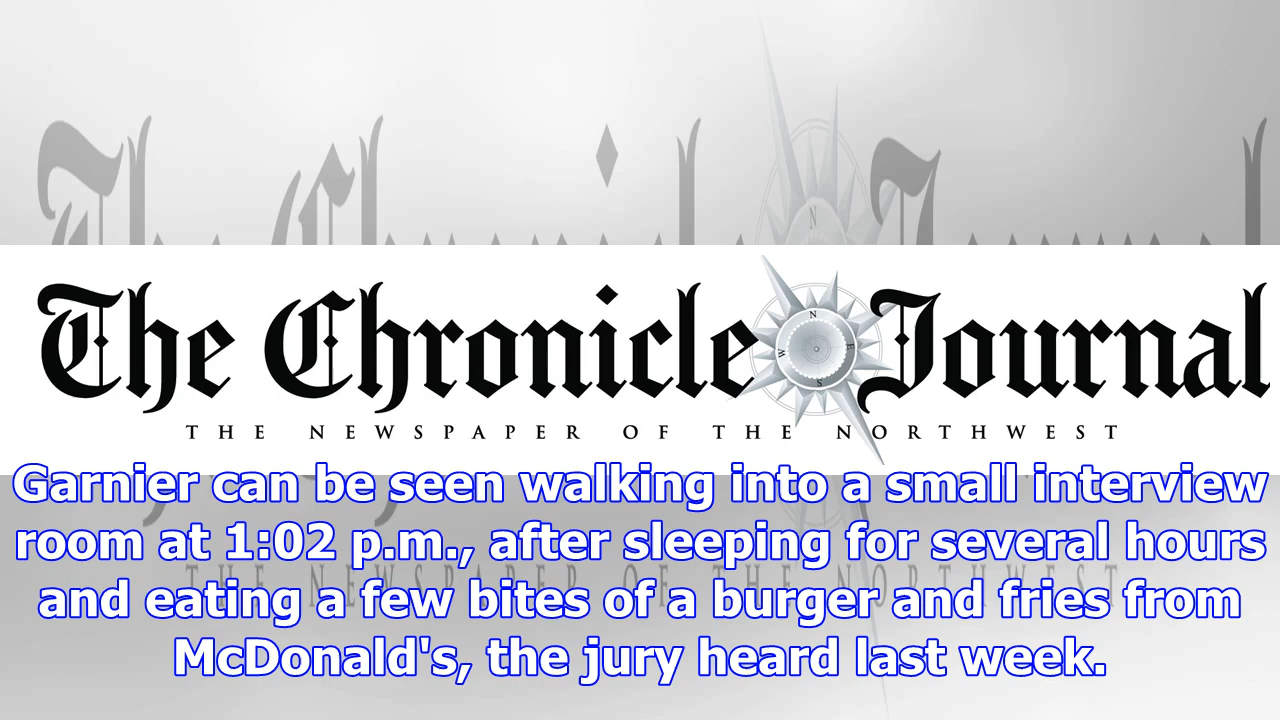 The Chronicle Journal
N
W E
S
THE NEWSPAPER OF THE NORTHWEST
Garnier can be seen walking into a small interview
room at 1:02 p.m., after sleeping for several hours
and eating a few bites of a burger and fries from
McDonald's, the jury heard last week.